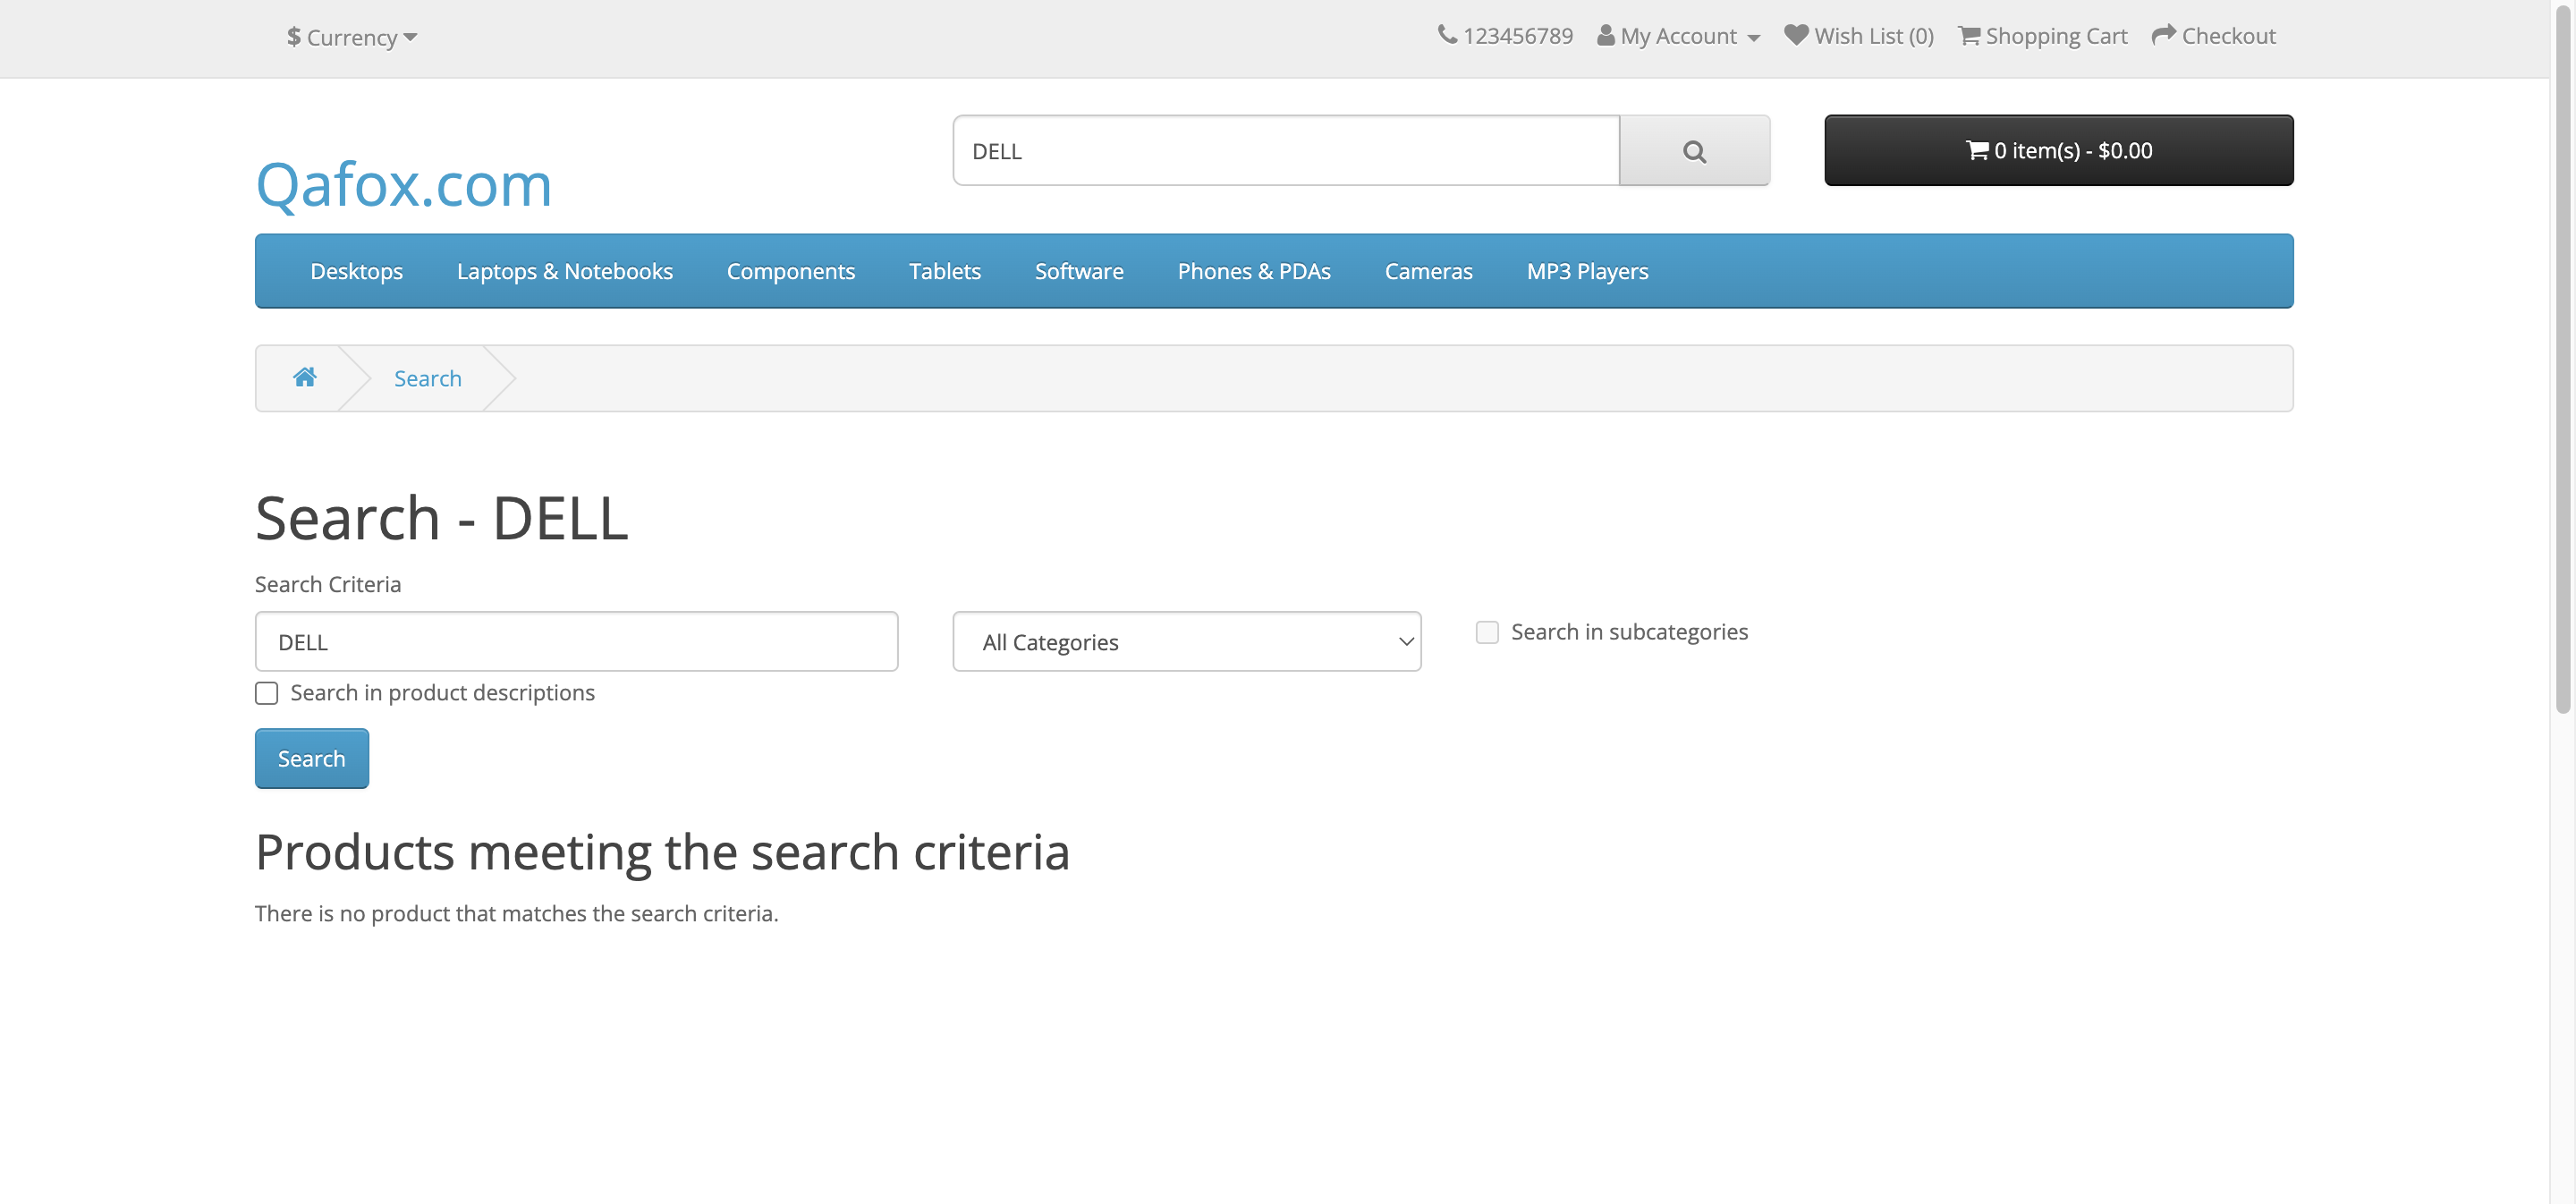 $ Currency
123456789 My Account Wish List (0) Shopping Cart Checkout
Qafox.com
DELL
0 item(s) - $0.00
Desktops Laptops & Notebooks Components Tablets Software Phones & PDAs Cameras MP3 Players
Search
Search - DELL
Search Criteria
DELL
All Categories
Search in subcategories
Search in product descriptions
Search
Products meeting the search criteria
There is no product that matches the search criteria.